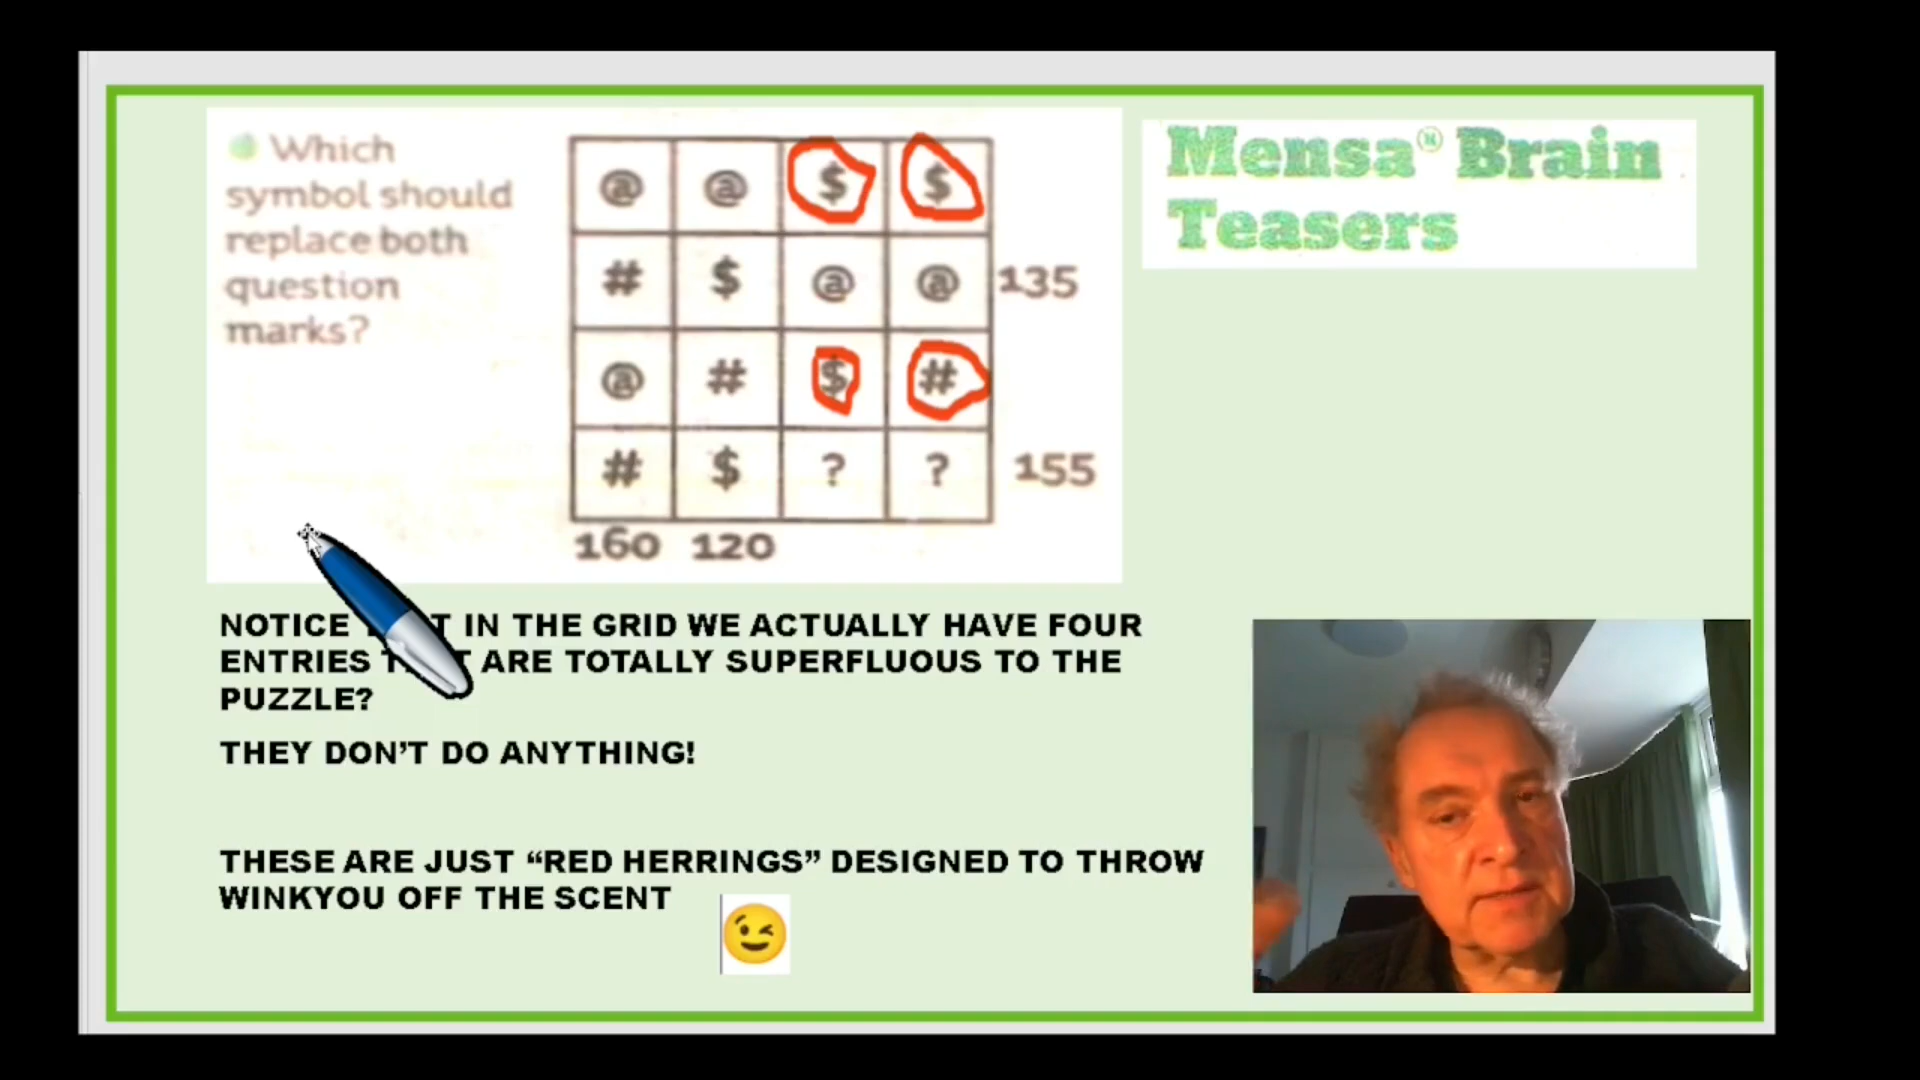 Which
symbol should
replace both
question
marks?
@ @ $ $
# $ @ @ 135
@ # $ #
# $ ? ? 155
160 120
Mensa® Brain
Teasers
NOTICE IN THE GRID WE ACTUALLY HAVE FOUR
ENTRIES ARE TOTALLY SUPERFLUOUS TO THE
PUZZLE?
THEY DON’T DO ANYTHING!
THESE ARE JUST “RED HERRINGS” DESIGNED TO THROW
WINKYOU OFF THE SCENT